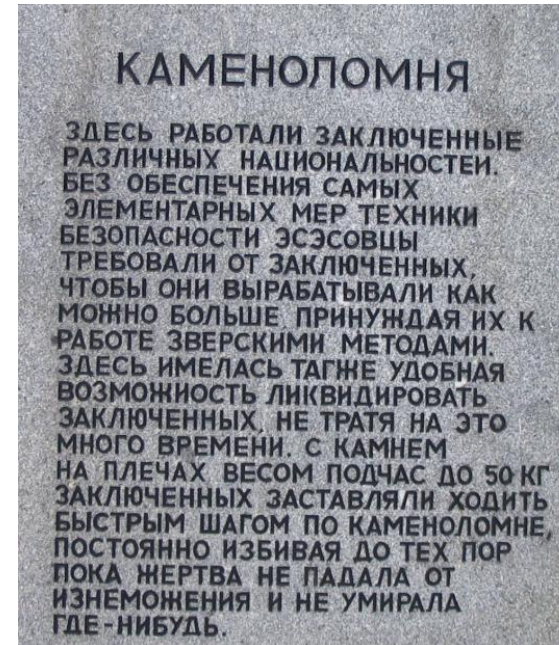 КАМЕНОЛОМНЯ
ЗДЕСЬ РАБОТАЛИ ЗАКЛЮЧЕННЫЕ
РАЗЛИЧНЫХ НАЦИОНАЛЬНОСТЕИ.
БЕЗ ОБЕСПЕЧЕНИЯ САМЫХ
ЭЛЕМЕНТАРНЫХ МЕР ТЕХНИКИ
БЕЗОПАСНОСТИ ЭСЭСОВЦЫ
ТРЕБОВАЛИ ОТ ЗАКЛЮЧЕННЫХ,
ЧТОБЫ ОНИ ВЫРАБАТЫВАЛИ КАК
МОЖНО БОЛЬШЕ, ПРИНУЖДАЯ ИХ К
РАБОТЕ ЗВЕРСКИМИ МЕТОДАМИ.
ЗДЕСЬ ИМЕЛАСЬ ТАГЖЕ УДОБНАЯ
ВОЗМОЖИОСТЬ ЛИКВИДИРОВАТЬ
ЗАКЛЮЧЕННЫХ, НЕ ТРАТЯ НА ЭТО
МНОГО ВРЕМЕНИ. С КАМНЕМ
НА ПЛЕЧАХ ВЕСОМ ПОДЧАС ДО 50 КГ
ЗАКЛЮЧЕННЫХ ЗАСТАВЛЯЛИ ХОДИТЬ
БЫСТРЫМ ШАГОМ ПО КАМЕНОЛОМНЕ,
ПОСТОЯННО ИЗБИВАЯ ДО ТЕХ ПОР
ПОКА ЖЕРТВА НЕ ПАДАЛА ОТ
ИЗНЕМОЖЕНИЯ И НЕ УМИРАЛА
ГДЕ-НИБУДЬ.